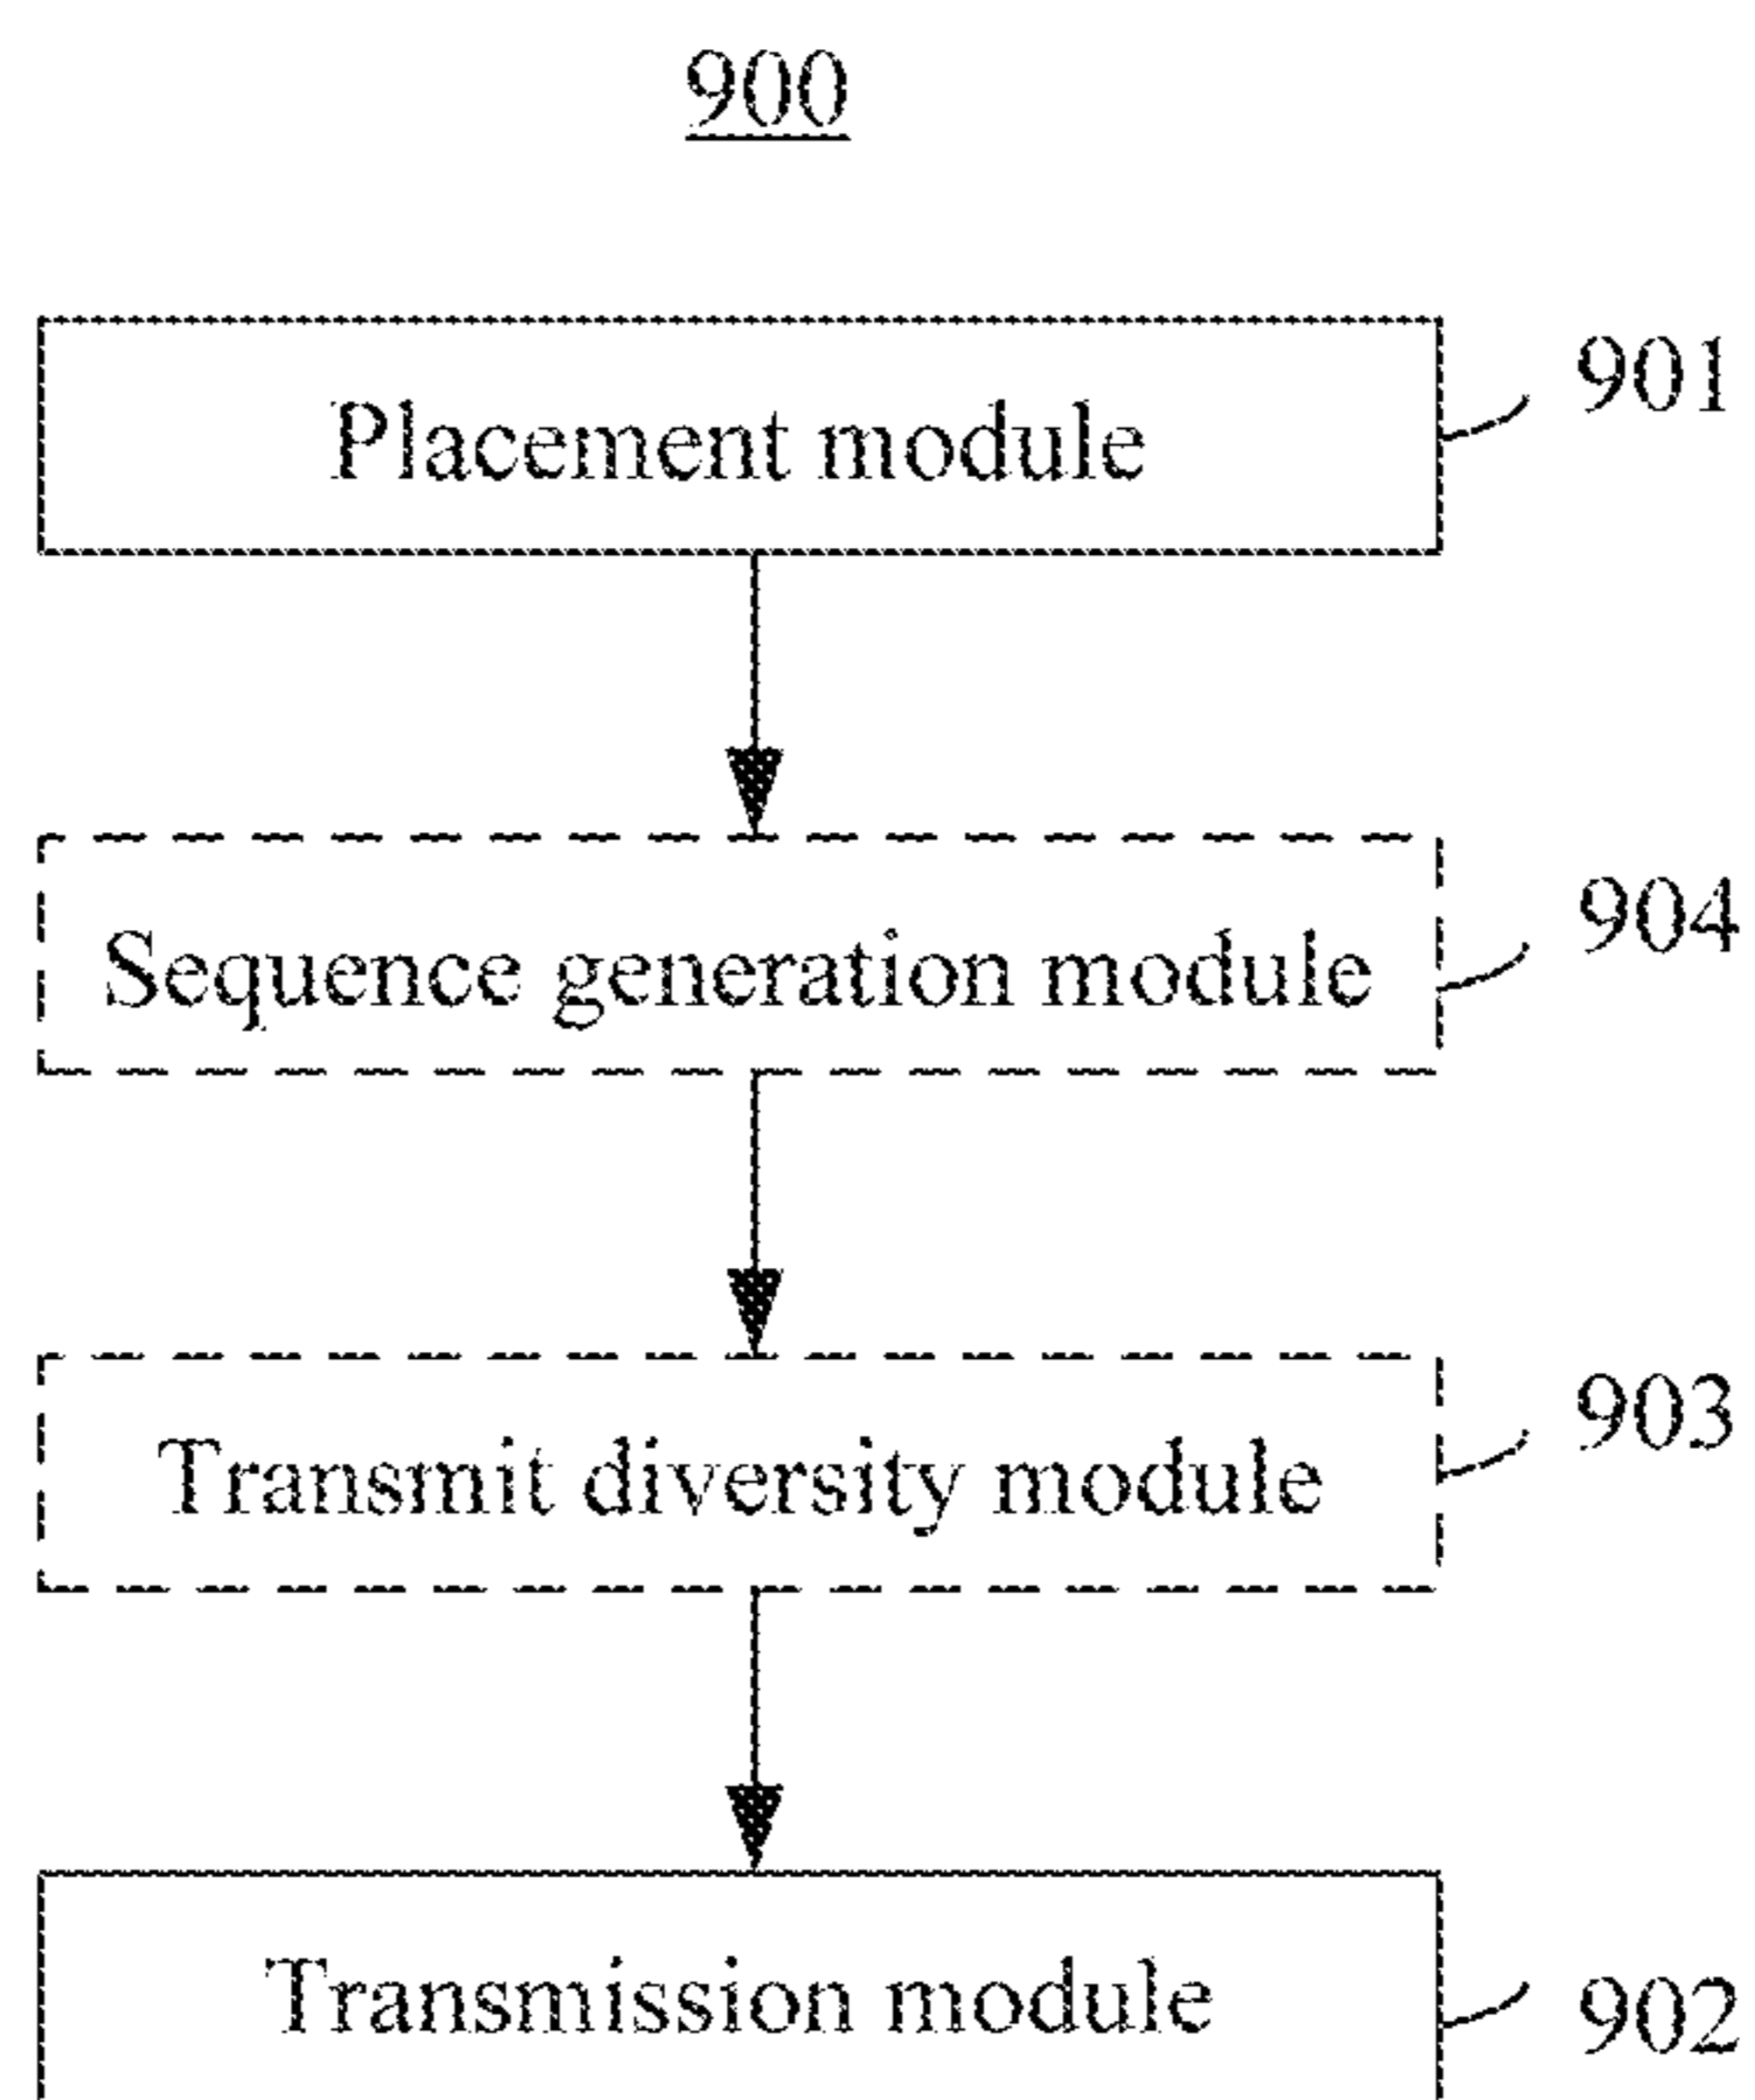 900
Placement module
901
Sequence generation module
904
Transmit diversity module
903
Transmission module
902